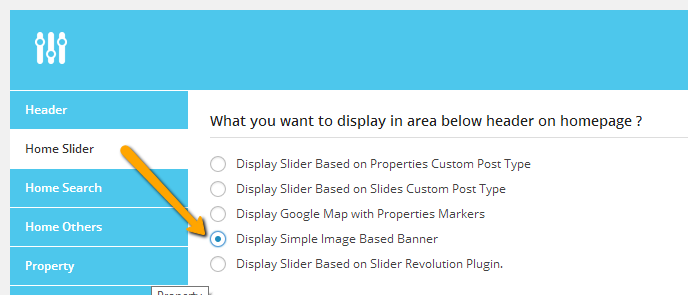 Header
Home Slider
Home Search
Home Others
Property
What you want to display in area below header on homepage ?
Display Slider Based on Properties Custom Post Type
Display Slider Based on Slides Custom Post Type
Display Google Map with Properties Markers
Display Simple Image Based Banner
Display Slider Based on Slider Revolution Plugin.
Property